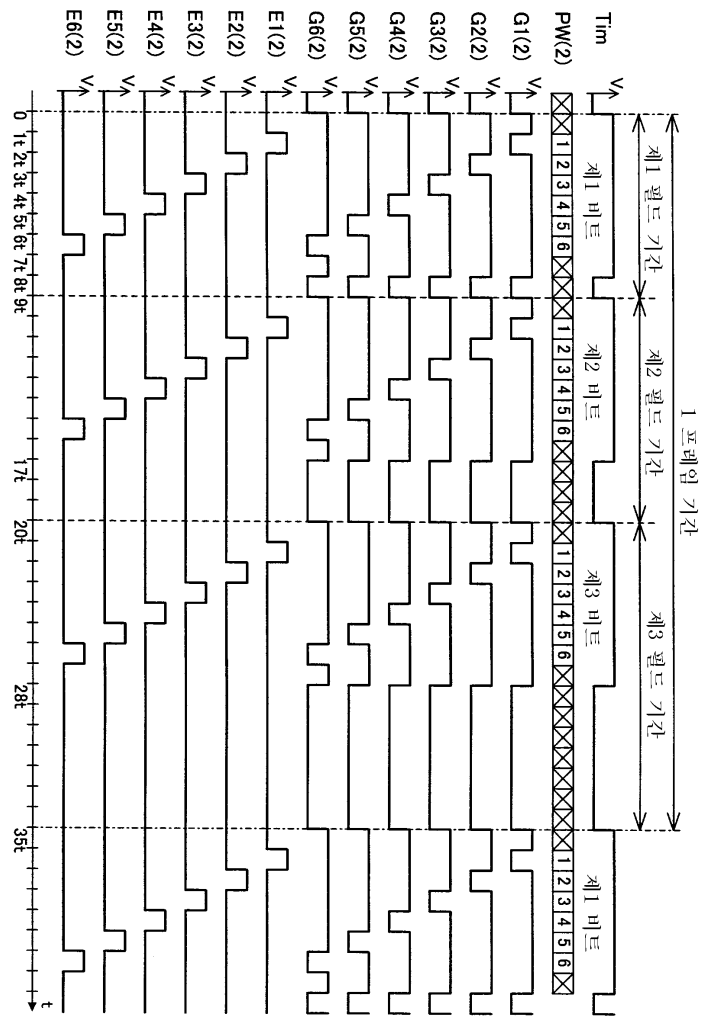 1 프레임 기간
제1 필드 기간 제2 필드 기간 제3 필드 기간
Tim V 제1 비트 제2 비트 제3 비트 제1 비트
PW(2) 1 2 3 4 5 6 1 2 3 4 5 6 1 2 3 4 5 6 1 2 3 4 5 6
G1(2) V
G2(2) V
G3(2) V
G4(2) V
G5(2) V
G6(2) V
E1(2) V
E2(2) V
E3(2) V
E4(2) V
E5(2) V
E6(2) V
0 1t 2t 3t 4t 5t 6t 7t 8t 9t 17t 20t 28t 35t t